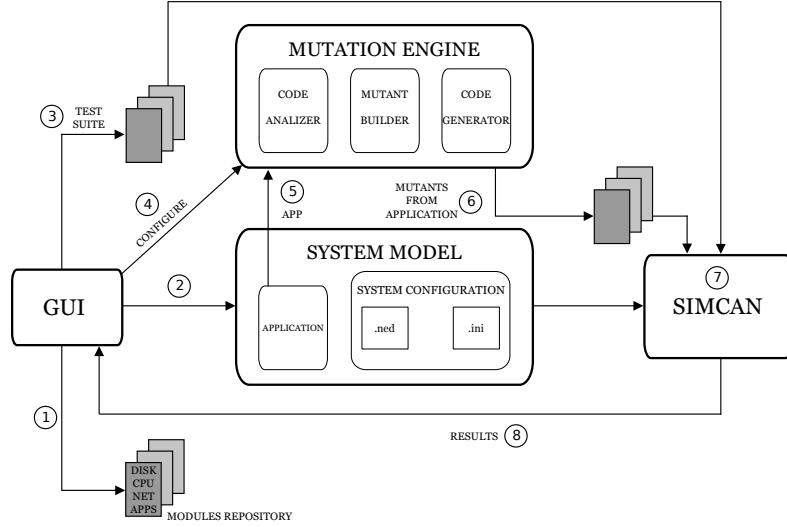 MUTATION ENGINE
CODE
ANALIZER
MUTANT
BUILDER
CODE
GENERATOR
3
TEST
SUITE
4
CONFIGURE
5
APP
MUTANTS
FROM
APPLICATION
6
SYSTEM MODEL
SYSTEM CONFIGURATION
APPLICATION
.ned
.ini
GUI
2
7
SIMCAN
1
RESULTS
8
DISK
CPU
NET
APPS
MODULES REPOSITORY